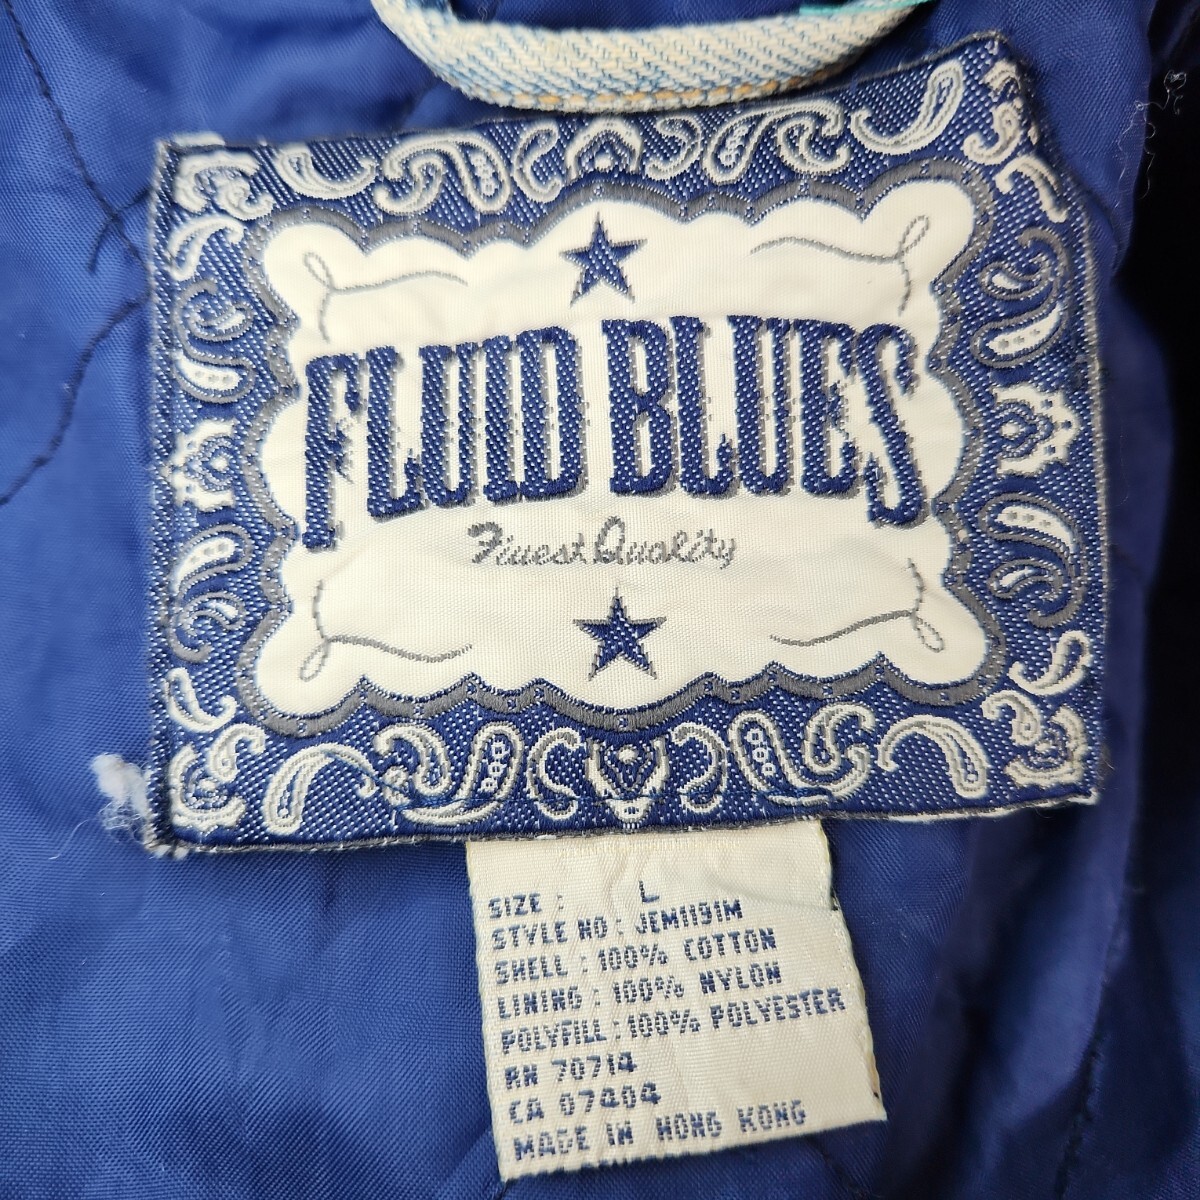 FLUID BLUES
Finest Quality
SIZE : L
STYLE NO : JEM1191M
SHELL : 100% COTTON
LINING : 100% NYLON
POLYFILL : 100% POLYESTER
RN 70714
CA 07404
MADE IN HONG KONG